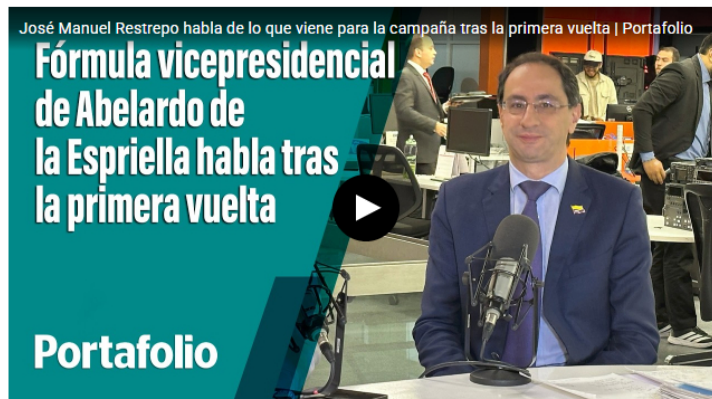 José Manuel Restrepo habla de lo que viene para la campaña tras la primera vuelta | Portafolio
Fórmula vicepresidencial
de Abelardo de
la Espriella habla tras
la primera vuelta
Portafolio